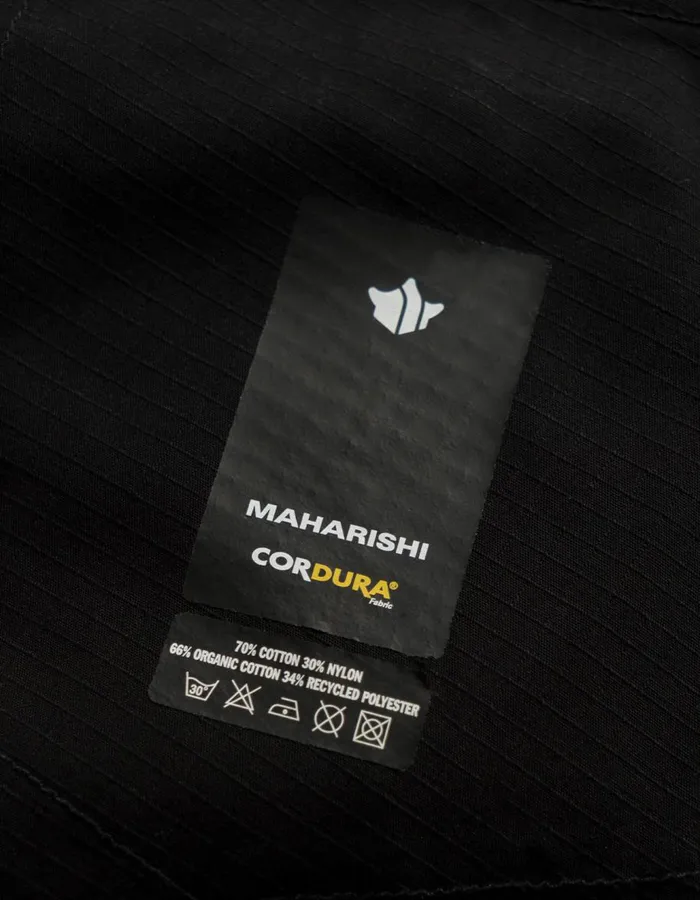 MAHARISHI
CORDURA®
Fabric
70% COTTON 30% NYLON
66% ORGANIC COTTON 34% RECYCLED POLYESTER
30°